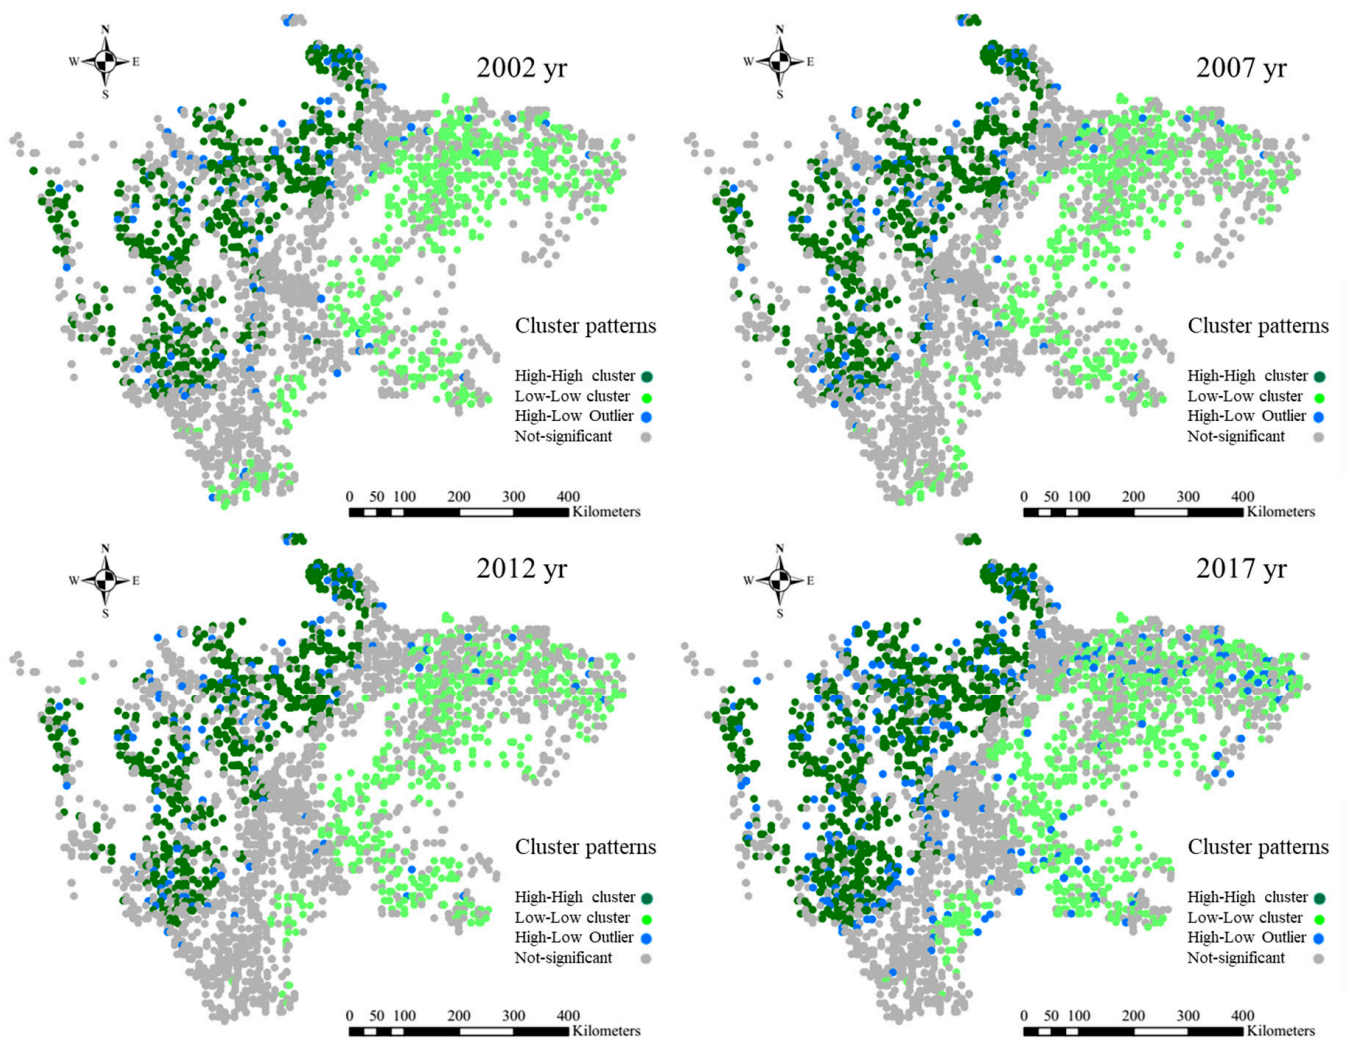 N
W E
S
2002 yr
Cluster patterns
High-High cluster
Low-Low cluster
High-Low Outlier
Not-significant
0 50 100 200 300 400
Kilometers
N
W E
S
2007 yr
Cluster patterns
High-High cluster
Low-Low cluster
High-Low Outlier
Not-significant
0 50 100 200 300 400
Kilometers
N
W E
S
2012 yr
Cluster patterns
High-High cluster
Low-Low cluster
High-Low Outlier
Not-significant
0 50 100 200 300 400
Kilometers
N
W E
S
2017 yr
Cluster patterns
High-High cluster
Low-Low cluster
High-Low Outlier
Not-significant
0 50 100 200 300 400
Kilometers